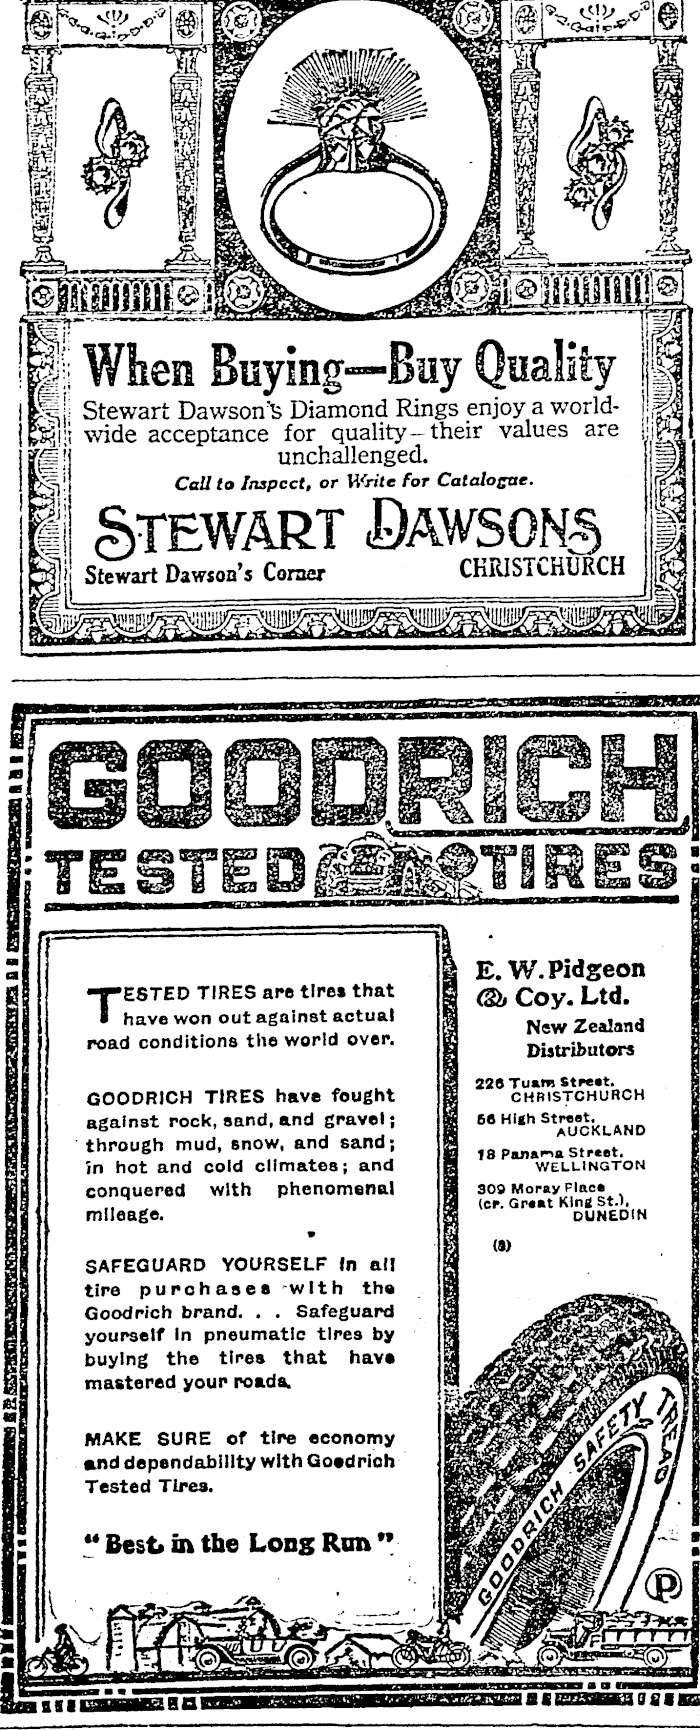 When Buying—Buy Quality
Stewart Dawson's Diamond Rings enjoy a world-
wide acceptance for quality—their values are
unchallenged.
Call to Inspect, or Write for Catalogue.
STEWART DAWSONS
Stewart Dawson's Corner CHRISTCHURCH
GOODRICH
TESTED TIRES
TESTED TIRES are tires that
have won out against actual
road conditions the world over.
GOODRICH TIRES have fought
against rock, sand, and gravel;
through mud, snow, and sand;
in hot and cold climates; and
conquered with phenomenal
mileage.
SAFEGUARD YOURSELF in all
tire purchases with the
Goodrich brand. . . Safeguard
yourself in pneumatic tires by
buying the tires that have
mastered your roads.
MAKE SURE of tire economy
and dependability with Goodrich
Tested Tires.
"Best in the Long Run"
E. W. Pidgeon
& Coy. Ltd.
New Zealand
Distributors
226 Tuam Street,
CHRISTCHURCH
56 High Street,
AUCKLAND
18 Panama Street,
WELLINGTON
309 Moray Place
(cr. Great King St.),
DUNEDIN
(8)
GOODRICH SAFETY TREAD
P